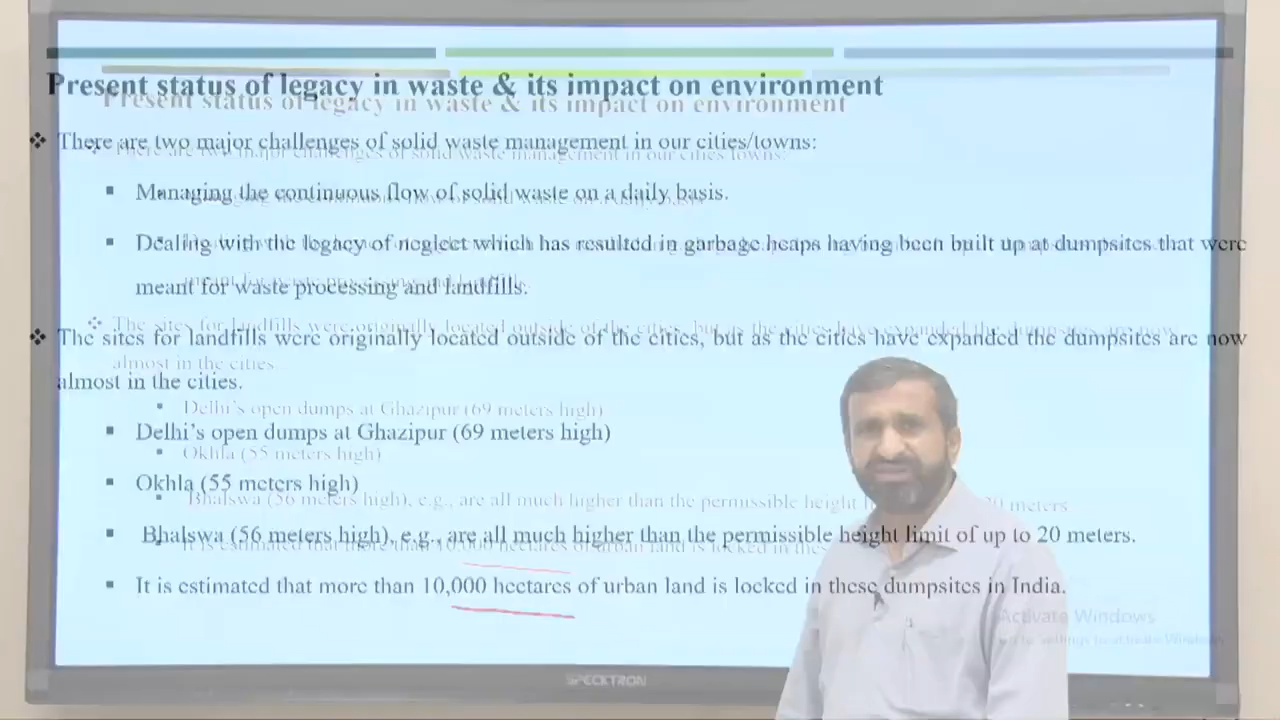 Present status of legacy in waste & its impact on environment
❖ There are two major challenges of solid waste management in our cities/towns:
▪ Managing the continuous flow of solid waste on a daily basis.
▪ Dealing with the legacy of neglect which has resulted in garbage heaps having been built up at dumpsites that were
meant for waste processing and landfills.
❖ The sites for landfills were originally located outside of the cities, but as the cities have expanded the dumpsites are now
almost in the cities.
▪ Delhi's open dumps at Ghazipur (69 meters high)
▪ Okhla (55 meters high)
▪ Bhalswa (56 meters high), e.g., are all much higher than the permissible height limit of up to 20 meters.
▪ It is estimated that more than 10,000 hectares of urban land is locked in these dumpsites in India.
Activate Windows
SPECKTRON